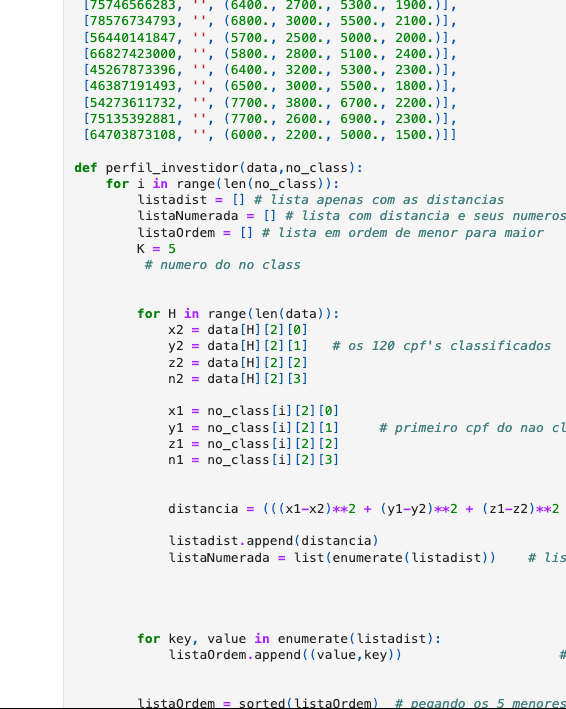 [75746566283, '', (6400., 2700., 5300., 1900.)],
[78576734793, '', (6800., 3000., 5500., 2100.)],
[56440141847, '', (5700., 2500., 5000., 2000.)],
[66827423000, '', (5800., 2800., 5100., 2400.)],
[45267873396, '', (6400., 3200., 5300., 2300.)],
[46387191493, '', (6500., 3000., 5500., 1800.)],
[54273611732, '', (7700., 3800., 6700., 2200.)],
[75135392881, '', (7700., 2600., 6900., 2300.)],
[64703873108, '', (6000., 2200., 5000., 1500.)]]
def perfil_investidor(data,no_class):
for i in range(len(no_class)):
listadist = [] # lista apenas com as distancias
listaNumerada = [] # lista com distancia e seus numeros
listaOrdem = [] # lista em ordem de menor para maior
K = 5
# numero do no class
for H in range(len(data)):
x2 = data[H][2][0]
y2 = data[H][2][1] # os 120 cpf's classificados
z2 = data[H][2][2]
n2 = data[H][2][3]
x1 = no_class[i][2][0]
y1 = no_class[i][2][1] # primeiro cpf do nao cl
z1 = no_class[i][2][2]
n1 = no_class[i][2][3]
distancia = (((x1-x2)**2 + (y1-y2)**2 + (z1-z2)**2
listadist.append(distancia)
listaNumerada = list(enumerate(listadist)) # lis
for key, value in enumerate(listadist):
listaOrdem.append((value,key)) #
listaOrdem = sorted(listaOrdem) # pegando os 5 menores